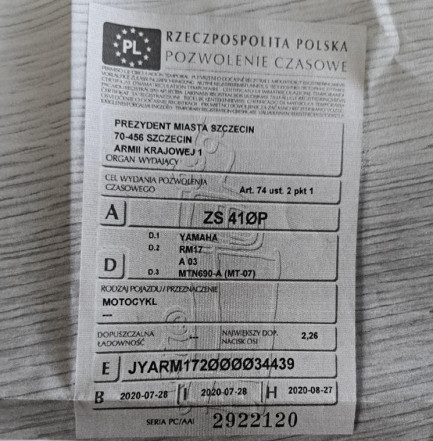 PL
RZECZPOSPOLITA POLSKA
POZWOLENIE CZASOWE
PREZYDENT MIASTA SZCZECIN
70-456 SZCZECIN
ARMII KRAJOWEJ 1
ORGAN WYDAJĄCY
CEL WYDANIA POZWOLENIA
CZASOWEGO Art. 74 ust. 2 pkt 1
A ZS 41ØP
D.1 YAMAHA
D.2 RM17
A 03
D
D.3 MTN690-A (MT-07)
RODZAJ POJAZDU/PRZEZNACZENIE
MOTOCYKL
---
DOPUSZCZALNA ŁADOWNOŚĆ --- NAJWIĘKSZY DOP. NACISK OSI 2,26
E JYARM172ØØØØ34439
B 2020-07-28 I 2020-07-28 H 2020-08-27
SERIA PC/AAI 2922120